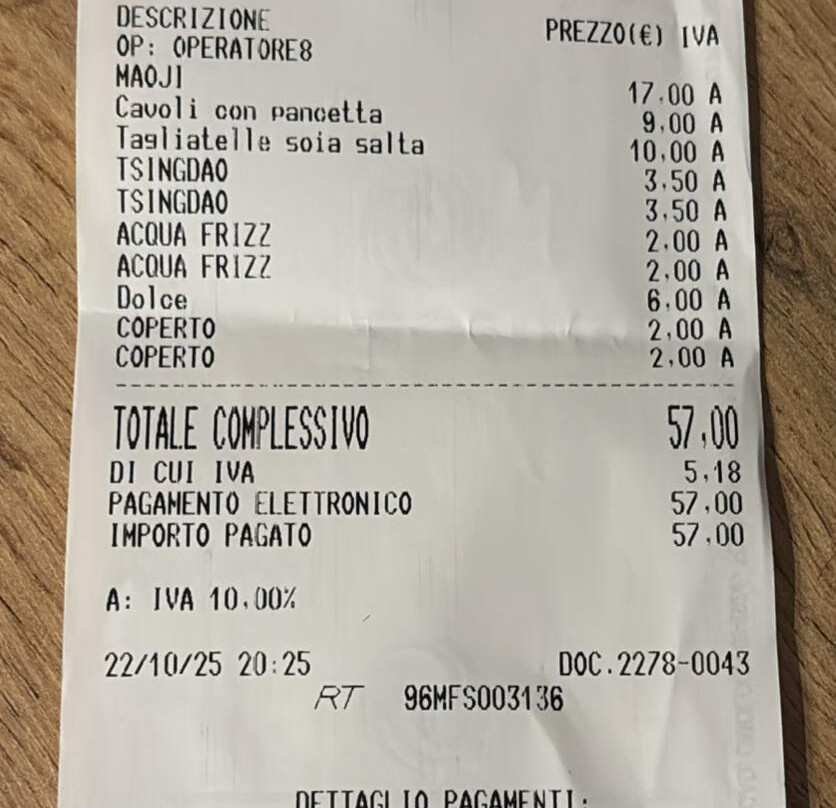 DESCRIZIONE PREZZO(€) IVA
OP: OPERATORE8
MAOJI 17,00 A
Cavoli con pancetta 9,00 A
Tagliatelle soia salta 10,00 A
TSINGDAO 3,50 A
TSINGDAO 3,50 A
ACQUA FRIZZ 2,00 A
ACQUA FRIZZ 2,00 A
Dolce 6,00 A
COPERTO 2,00 A
COPERTO 2,00 A
TOTALE COMPLESSIVO 57,00
DI CUI IVA 5,18
PAGAMENTO ELETTRONICO 57,00
IMPORTO PAGATO 57,00
A: IVA 10,00%
22/10/25 20:25 DOC.2278-0043
RT 96MFS003136
DETTAGLIO PAGAMENTI: